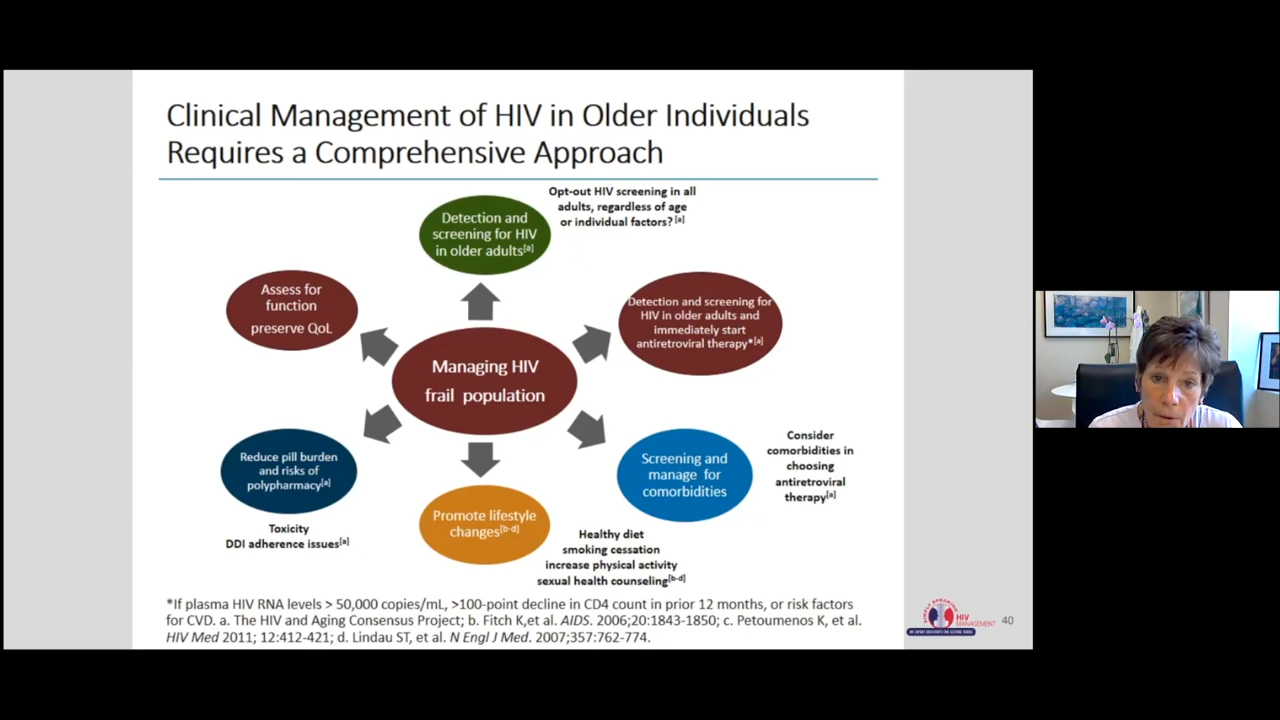 Clinical Management of HIV in Older Individuals
Requires a Comprehensive Approach
Opt-out HIV screening in all
adults, regardless of age
or individual factors? [a]
Detection and
screening for HIV
in older adults[a]
Assess for
function
preserve QoL
Detection and screening for
HIV in older adults and
immediately start
antiretroviral therapy*[a]
Managing HIV
frail population
Reduce pill burden
and risks of
polypharmacy[a]
Toxicity
DDI adherence issues[a]
Promote lifestyle
changes[b-d]
Healthy diet
smoking cessation
increase physical activity
sexual health counseling[b-d]
Screening and
manage for
comorbidities
Consider
comorbidities in
choosing
antiretroviral
therapy[a]
*If plasma HIV RNA levels > 50,000 copies/mL, >100-point decline in CD4 count in prior 12 months, or risk factors
for CVD. a. The HIV and Aging Consensus Project; b. Fitch K,et al. AIDS. 2006;20:1843-1850; c. Petoumenos K, et al.
HIV Med 2011; 12:412-421; d. Lindau ST, et al. N Engl J Med. 2007;357:762-774.
HIV
MANAGEMENT
40